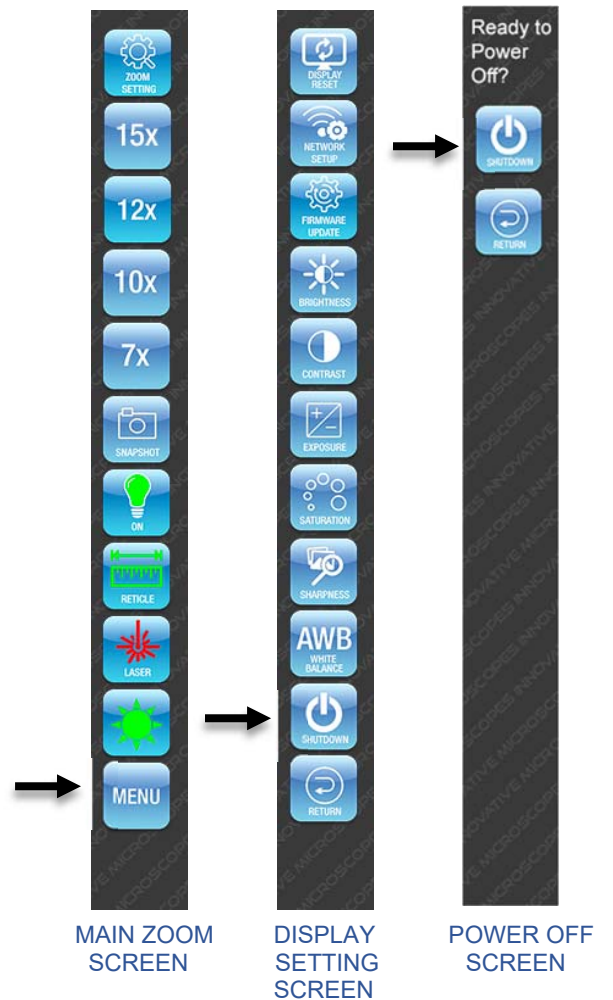 ZOOM
SETTING
15x
12x
10x
7x
SNAPSHOT
ON
RETICLE
LASER
MENU
MAIN ZOOM
SCREEN
DISPLAY
RESET
NETWORK
SETUP
FIRMWARE
UPDATE
BRIGHTNESS
CONTRAST
EXPOSURE
SATURATION
SHARPNESS
AWB
WHITE
BALANCE
SHUTDOWN
RETURN
DISPLAY
SETTING
SCREEN
Ready to
Power
Off?
SHUTDOWN
RETURN
POWER OFF
SCREEN